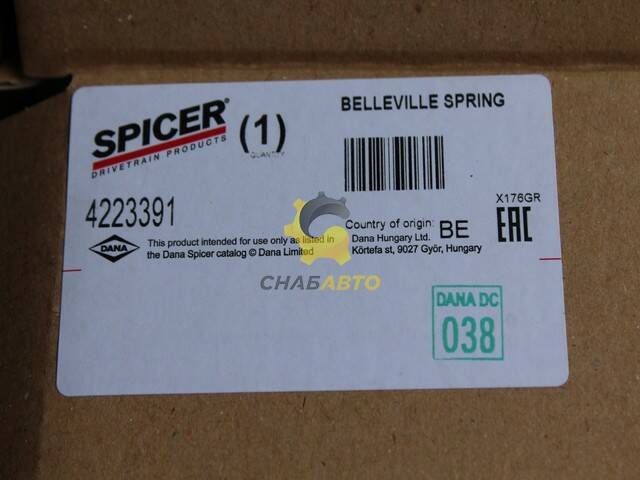 SPICER®
DRIVETRAIN PRODUCTS
(1)
QUANTITY
BELLEVILLE SPRING
4223391
X176GR
Country of origin: BE
EAC
DANA
This product intended for use only as listed in
the Dana Spicer catalog © Dana Limited
Dana Hungary Ltd.
Körtefa st, 9027 Győr, Hungary
СНАБАВТО
DANA DC
038